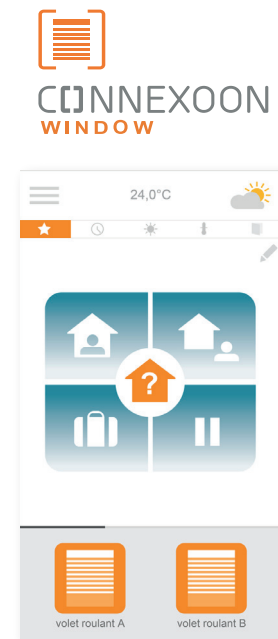 CONNEXOON
WINDOW
24,0°C
?
volet roulant A
volet roulant B